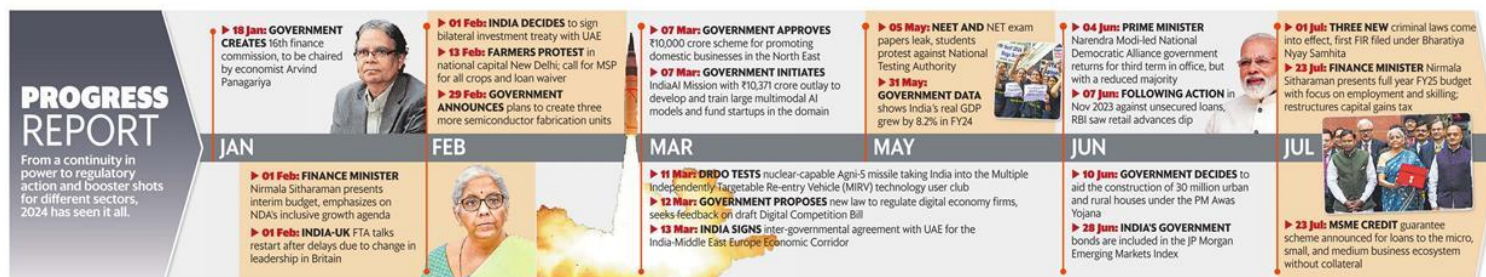 PROGRESS
REPORT
From a continuity in
power to regulatory
action and booster shots
for different sectors,
2024 has seen it all.
18 Jan: GOVERNMENT
CREATES 16th finance
commission, to be chaired
by economist Arvind
Panagariya
JAN
01 Feb: FINANCE MINISTER
Nirmala Sitharaman presents
interim budget, emphasizes on
NDA's inclusive growth agenda
01 Feb: INDIA-UK FTA talks
restart after delays due to change in
leadership in Britain
01 Feb: INDIA DECIDES to sign
bilateral investment treaty with UAE
13 Feb: FARMERS PROTEST in
national capital New Delhi; call for MSP
for all crops and loan waiver
29 Feb: GOVERNMENT
ANNOUNCES plans to create three
more semiconductor fabrication units
FEB
07 Mar: GOVERNMENT APPROVES
₹10,000 crore scheme for promoting
domestic businesses in the North East
07 Mar: GOVERNMENT INITIATES
IndiaAI Mission with ₹10,371 crore outlay to
develop and train large multimodal AI
models and fund startups in the domain
MAR
11 Mar: DRDO TESTS nuclear-capable Agni-5 missile taking India into the Multiple
Independently Targetable Re-entry Vehicle (MIRV) technology user club
12 Mar: GOVERNMENT PROPOSES new law to regulate digital economy firms,
seeks feedback on draft Digital Competition Bill
13 Mar: INDIA SIGNS inter-governmental agreement with UAE for the
India-Middle East Europe Economic Corridor
05 May: NEET AND NET exam
papers leak, students
protest against National
Testing Authority
31 May:
GOVERNMENT DATA
shows India's real GDP
grew by 8.2% in FY24
MAY
04 Jun: PRIME MINISTER
Narendra Modi-led National
Democratic Alliance government
returns for third term in office, but
with a reduced majority
07 Jun: FOLLOWING ACTION in
Nov 2023 against unsecured loans,
RBI saw retail advances dip
JUN
10 Jun: GOVERNMENT DECIDES to
aid the construction of 30 million urban
and rural houses under the PM Awas
Yojana
28 Jun: INDIA'S GOVERNMENT
bonds are included in the JP Morgan
Emerging Markets Index
01 Jul: THREE NEW criminal laws come
into effect, first FIR filed under Bharatiya
Nyay Samhita
23 Jul: FINANCE MINISTER Nirmala
Sitharaman presents full year FY25 budget
with focus on employment and skilling;
restructures capital gains tax
JUL
23 Jul: MSME CREDIT guarantee
scheme announced for loans to the micro,
small, and medium business ecosystem
without collateral